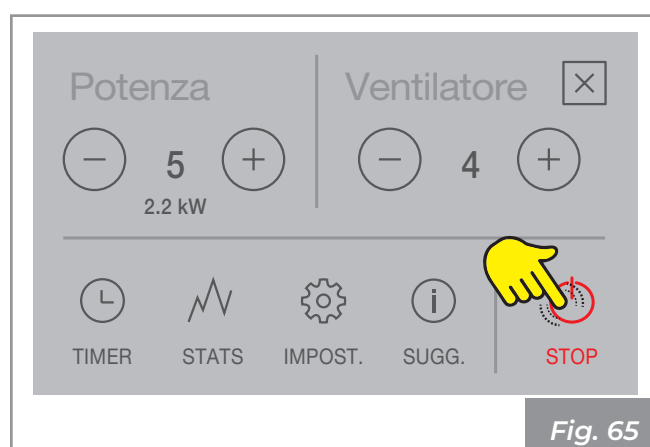 Potenza Ventilatore
5 4
2.2 kW
TIMER STATS IMPOST. SUGG. STOP
Fig. 65